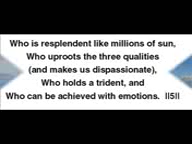 Who is resplendent like millions of sun,
Who uproots the three qualities
(and makes us dispassionate),
Who holds a trident, and
Who can be achieved with emotions. ||5||